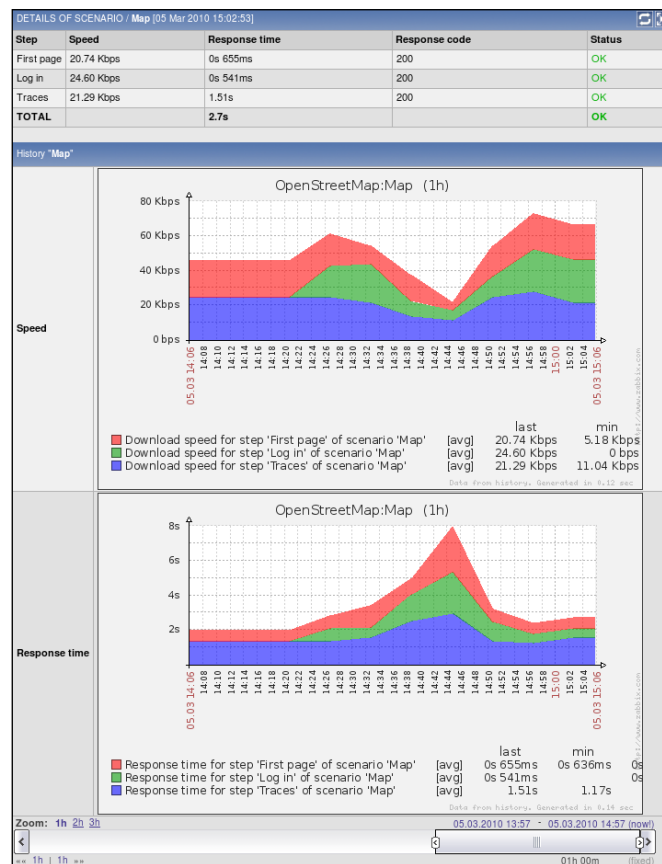 DETAILS OF SCENARIO / Map [05 Mar 2010 15:02:53]
Step Speed Response time Response code Status
First page 20.74 Kbps 0s 655ms 200 OK
Log in 24.60 Kbps 0s 541ms 200 OK
Traces 21.29 Kbps 1.51s 200 OK
TOTAL 2.7s OK
History "Map"
Speed
OpenStreetMap:Map (1h)
80 Kbps
60 Kbps
40 Kbps
20 Kbps
0 bps
05.03 14:06 14:08 14:10 14:12 14:14 14:16 14:18 14:20 14:22 14:24 14:26 14:28 14:30 14:32 14:34 14:36 14:38 14:40 14:42 14:44 14:46 14:48 14:50 14:52 14:54 14:56 14:58 15:00 15:02 15:04 05.03 15:06
last min
Download speed for step 'First page' of scenario 'Map' [avg] 20.74 Kbps 5.18 Kbps
Download speed for step 'Log in' of scenario 'Map' [avg] 24.60 Kbps 0 bps
Download speed for step 'Traces' of scenario 'Map' [avg] 21.29 Kbps 11.04 Kbps
Data from history. Generated in 0.12 sec
Response time
OpenStreetMap:Map (1h)
8s
6s
4s
2s
05.03 14:06 14:08 14:10 14:12 14:14 14:16 14:18 14:20 14:22 14:24 14:26 14:28 14:30 14:32 14:34 14:36 14:38 14:40 14:42 14:44 14:46 14:48 14:50 14:52 14:54 14:56 14:58 15:00 15:02 15:04 05.03 15:06
last min
Response time for step 'First page' of scenario 'Map' [avg] 0s 655ms 0s 636ms 0s
Response time for step 'Log in' of scenario 'Map' [avg] 0s 541ms 0s
Response time for step 'Traces' of scenario 'Map' [avg] 1.51s 1.17s
Data from history. Generated in 0.14 sec
Zoom: 1h 2h 3h 05.03.2010 13:57 - 05.03.2010 14:57 (now!)
«« 1h | 1h »» 01h 00m (fixed)